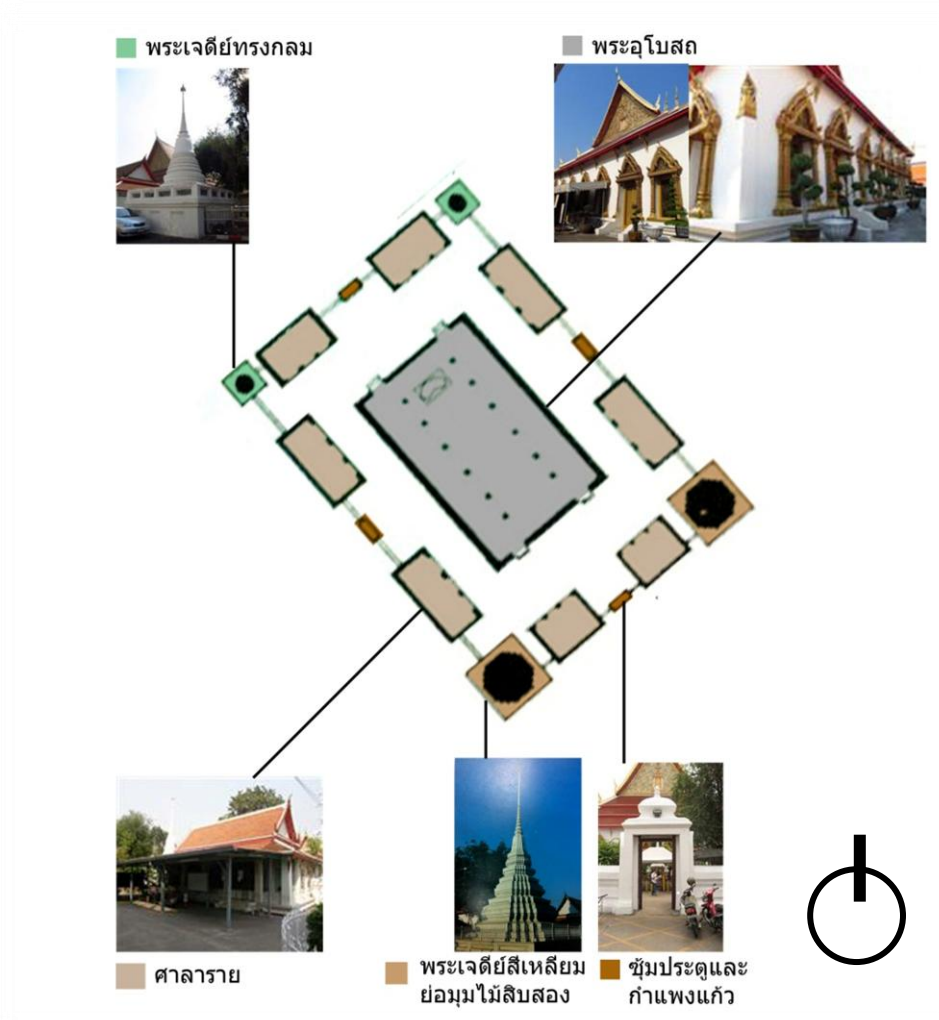 พระเจดีย์ทรงกลม
พระอุโบสถ
ศาลาราย
พระเจดีย์สี่เหลี่ยม
ย่อมุมไม้สิบสอง
ซุ้มประตูและ
กำแพงแก้ว